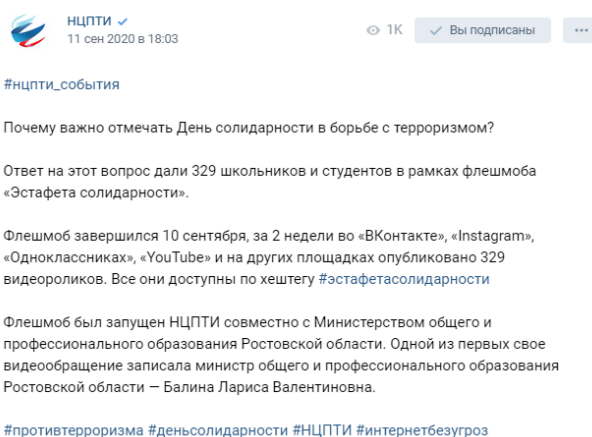 НЦПТИ
11 сен 2020 в 18:03
1K
Вы подписаны
#нцпти_события
Почему важно отмечать День солидарности в борьбе с терроризмом?
Ответ на этот вопрос дали 329 школьников и студентов в рамках флешмоба
«Эстафета солидарности».
Флешмоб завершился 10 сентября, за 2 недели во «ВКонтакте», «Instagram»,
«Одноклассниках», «YouTube» и на других площадках опубликовано 329
видеороликов. Все они доступны по хештегу #эстафетасолидарности
Флешмоб был запущен НЦПТИ совместно с Министерством общего и
профессионального образования Ростовской области. Одной из первых свое
видеообращение записала министр общего и профессионального образования
Ростовской области — Балина Лариса Валентиновна.
#противтерроризма #деньсолидарности #НЦПТИ #интернетбезугроз